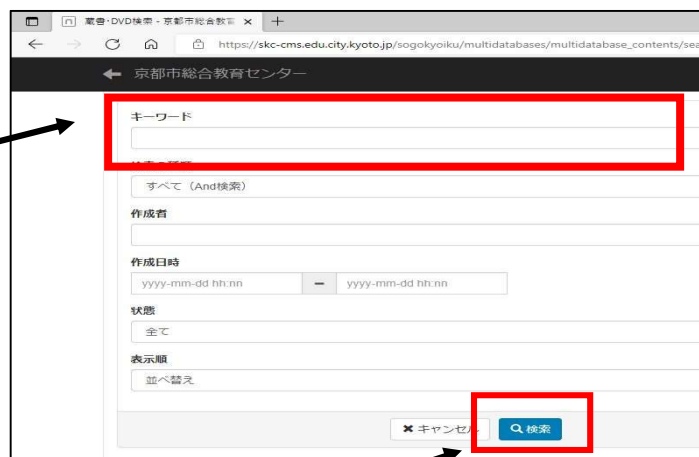 蔵書・DVD検索 - 京都市総合教
https://skc-cms.edu.city.kyoto.jp/sogokyoiku/multidatabases/multidatabase_contents/sea
京都市総合教育センター
キーワード
すべて（And検索）
作成者
作成日時
yyyy-mm-dd hh:nn － yyyy-mm-dd hh:nn
状態
全て
表示順
並べ替え
キャンセル 検索